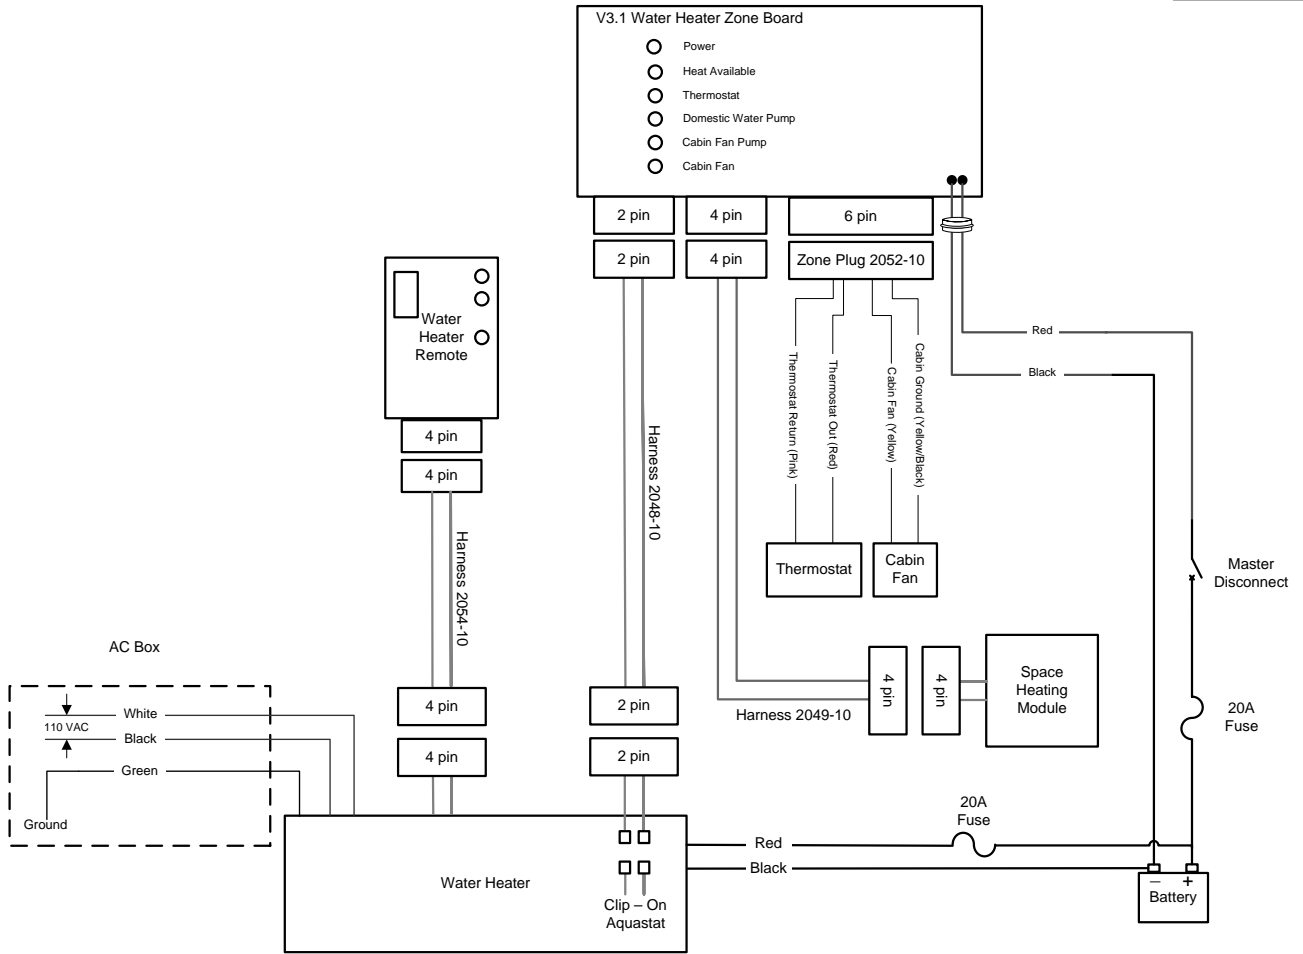 V3.1 Water Heater Zone Board
Power
Heat Available
Thermostat
Domestic Water Pump
Cabin Fan Pump
Cabin Fan
2 pin
4 pin
6 pin
2 pin
4 pin
Zone Plug 2052-10
Water
Heater
Remote
4 pin
4 pin
Harness 2054-10
4 pin
4 pin
Harness 2048-10
2 pin
2 pin
Thermostat Return (Pink)
Thermostat Out (Red)
Cabin Fan (Yellow)
Cabin Ground (Yellow/Black)
Red
Black
Thermostat
Cabin
Fan
Master
Disconnect
4 pin
4 pin
Space
Heating
Module
Harness 2049-10
20A
Fuse
AC Box
White
110 VAC
Black
Green
Ground
Water Heater
Clip – On
Aquastat
20A
Fuse
Red
Black
– +
Battery